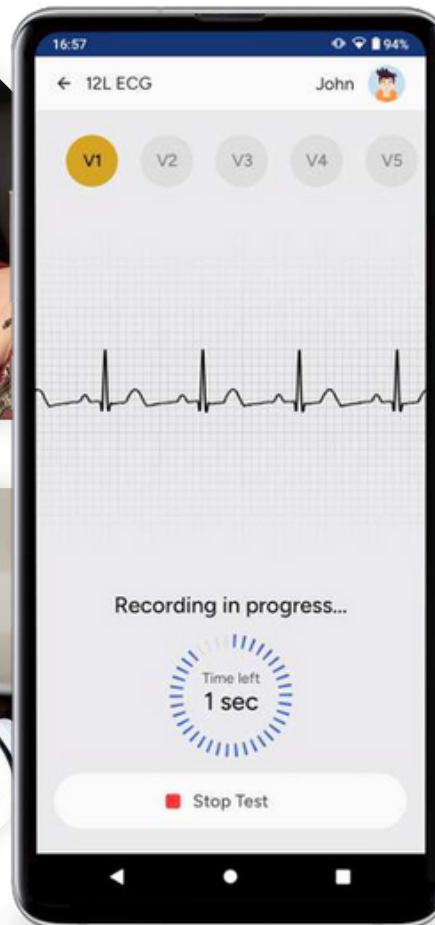 16:57 94%
12L ECG John
V1 V2 V3 V4 V5
Recording in progress...
Time left
1 sec
Stop Test